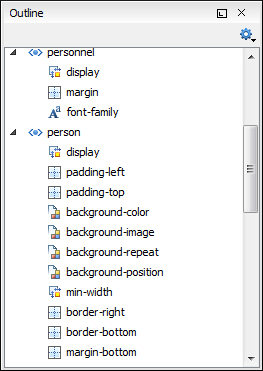 Outline
personnel
display
margin
font-family
person
display
padding-left
padding-top
background-color
background-image
background-repeat
background-position
min-width
border-right
border-bottom
margin-bottom